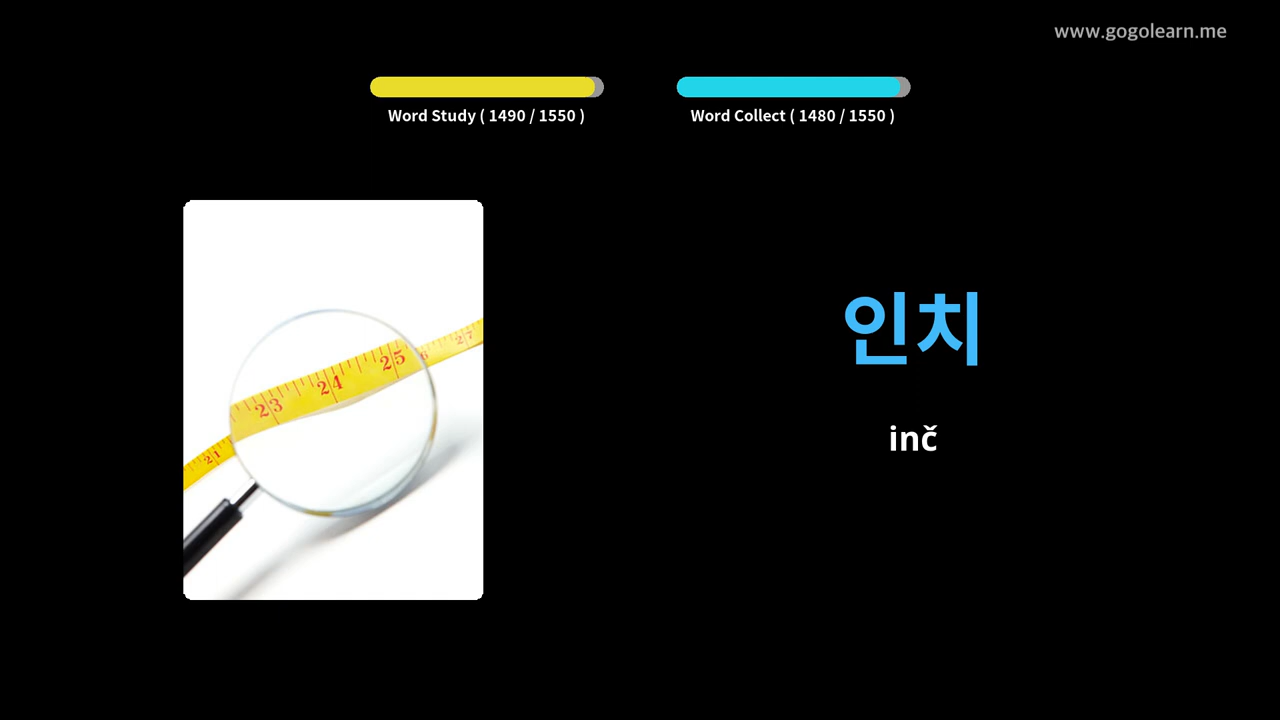 www.gogolearn.me
Word Study ( 1490 / 1550 )
Word Collect ( 1480 / 1550 )
21
23
24
25
6
27
인치
inč